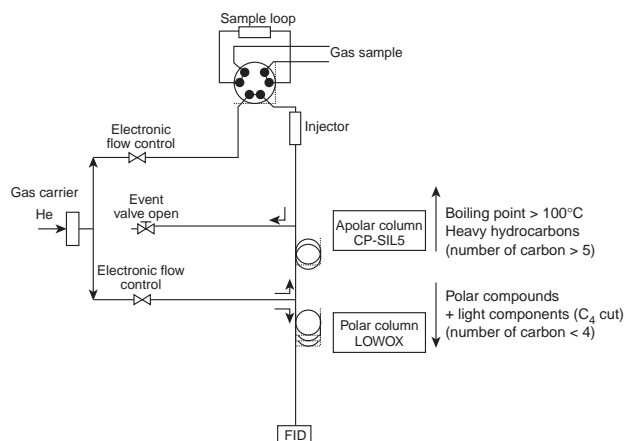 Sample loop
Gas sample
Injector
Electronic
flow control
Gas carrier
He
Event
valve open
Apolar column
CP-SIL5
Boiling point > 100°C
Heavy hydrocarbons
(number of carbon > 5)
Electronic flow
control
Polar column
LOWOX
Polar compounds
+ light components (C4 cut)
(number of carbon < 4)
FID